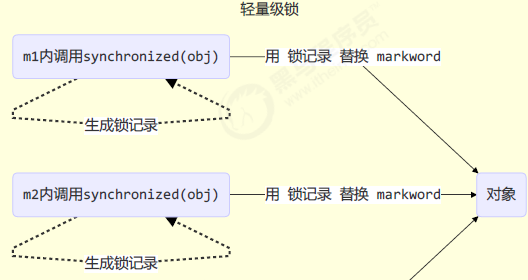 轻量级锁
m1内调用synchronized(obj)
用 锁记录 替换 markword
生成锁记录
m2内调用synchronized(obj)
用 锁记录 替换 markword
对象
生成锁记录